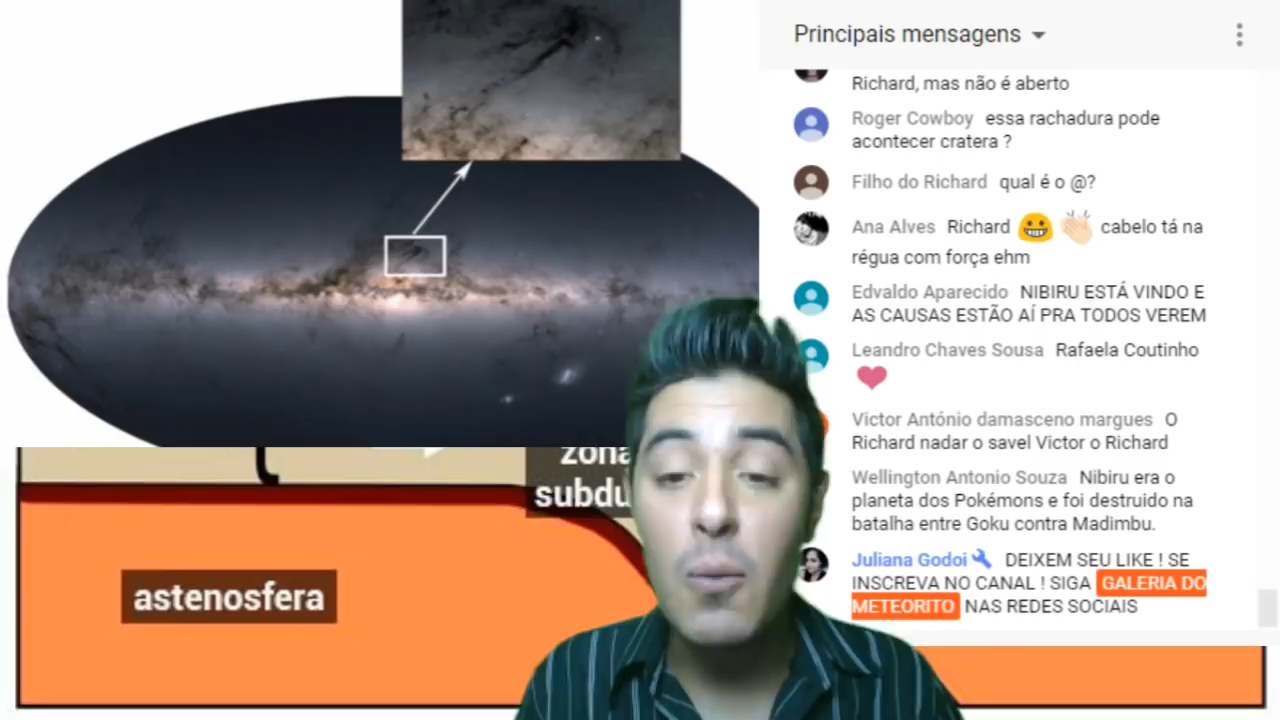 Principais mensagens
Richard, mas não é aberto
Roger Cowboy essa rachadura pode
acontecer cratera ?
Filho do Richard qual é o @?
Ana Alves Richard 😀 👏🏻 cabelo tá na
régua com força ehm
Edvaldo Aparecido NIBIRU ESTÁ VINDO E
AS CAUSAS ESTÃO AÍ PRA TODOS VEREM
Leandro Chaves Sousa Rafaela Coutinho
❤
Victor António damasceno margues O
Richard nadar o savel Victor o Richard
Wellington Antonio Souza Nibiru era o
planeta dos Pokémons e foi destruido na
batalha entre Goku contra Madimbu.
Juliana Godoi 🔧 DEIXEM SEU LIKE ! SE
INSCREVA NO CANAL ! SIGA GALERIA DO
METEORITO NAS REDES SOCIAIS
zona
subdu
astenosfera